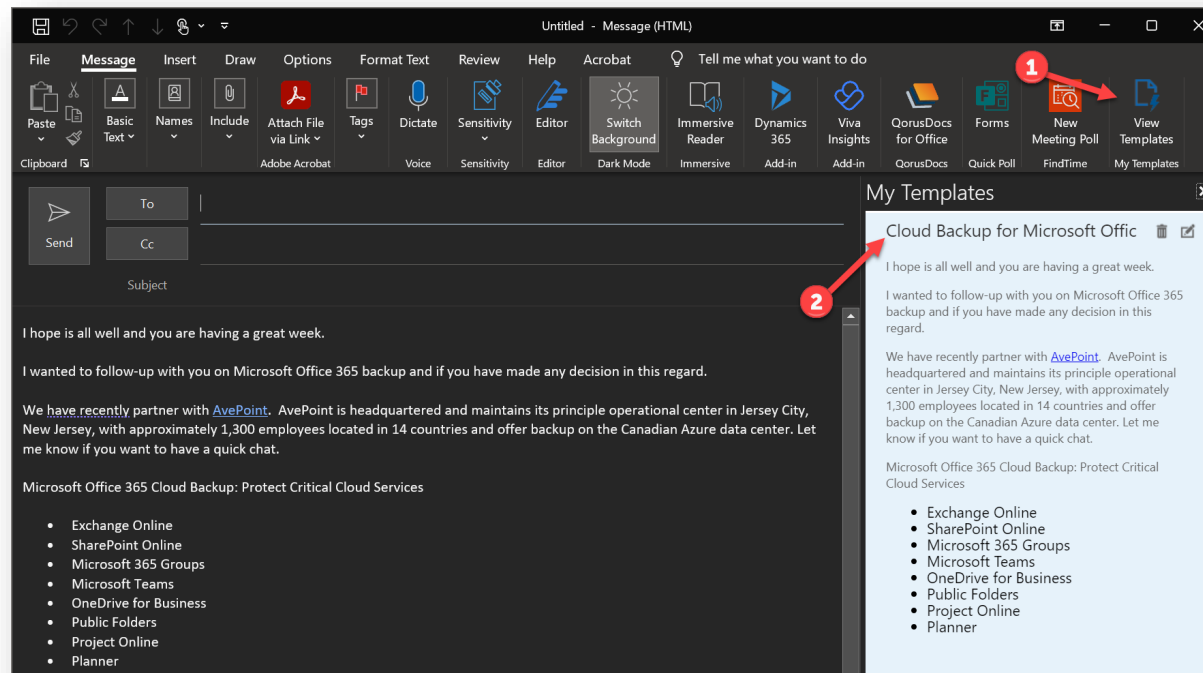 Untitled - Message (HTML)
File Message Insert Draw Options Format Text Review Help Acrobat Tell me what you want to do
1
Paste Basic Text Names Include Attach File via Link Tags Dictate Sensitivity Editor Switch Background Immersive Reader Dynamics 365 Viva Insights QorusDocs for Office Forms New Meeting Poll View Templates
Clipboard Adobe Acrobat Voice Sensitivity Editor Dark Mode Immersive Add-in Add-in QorusDocs Quick Poll FindTime My Templates
Send
To
Cc
Subject
I hope is all well and you are having a great week.
I wanted to follow-up with you on Microsoft Office 365 backup and if you have made any decision in this regard.
We have recently partner with AvePoint. AvePoint is headquartered and maintains its principle operational center in Jersey City,
New Jersey, with approximately 1,300 employees located in 14 countries and offer backup on the Canadian Azure data center. Let
me know if you want to have a quick chat.
Microsoft Office 365 Cloud Backup: Protect Critical Cloud Services
• Exchange Online
• SharePoint Online
• Microsoft 365 Groups
• Microsoft Teams
• OneDrive for Business
• Public Folders
• Project Online
• Planner
My Templates
2
Cloud Backup for Microsoft Offic
I hope is all well and you are having a great week.
I wanted to follow-up with you on Microsoft Office 365
backup and if you have made any decision in this
regard.
We have recently partner with AvePoint. AvePoint is
headquartered and maintains its principle operational
center in Jersey City, New Jersey, with approximately
1,300 employees located in 14 countries and offer
backup on the Canadian Azure data center. Let me
know if you want to have a quick chat.
Microsoft Office 365 Cloud Backup: Protect Critical
Cloud Services
• Exchange Online
• SharePoint Online
• Microsoft 365 Groups
• Microsoft Teams
• OneDrive for Business
• Public Folders
• Project Online
• Planner